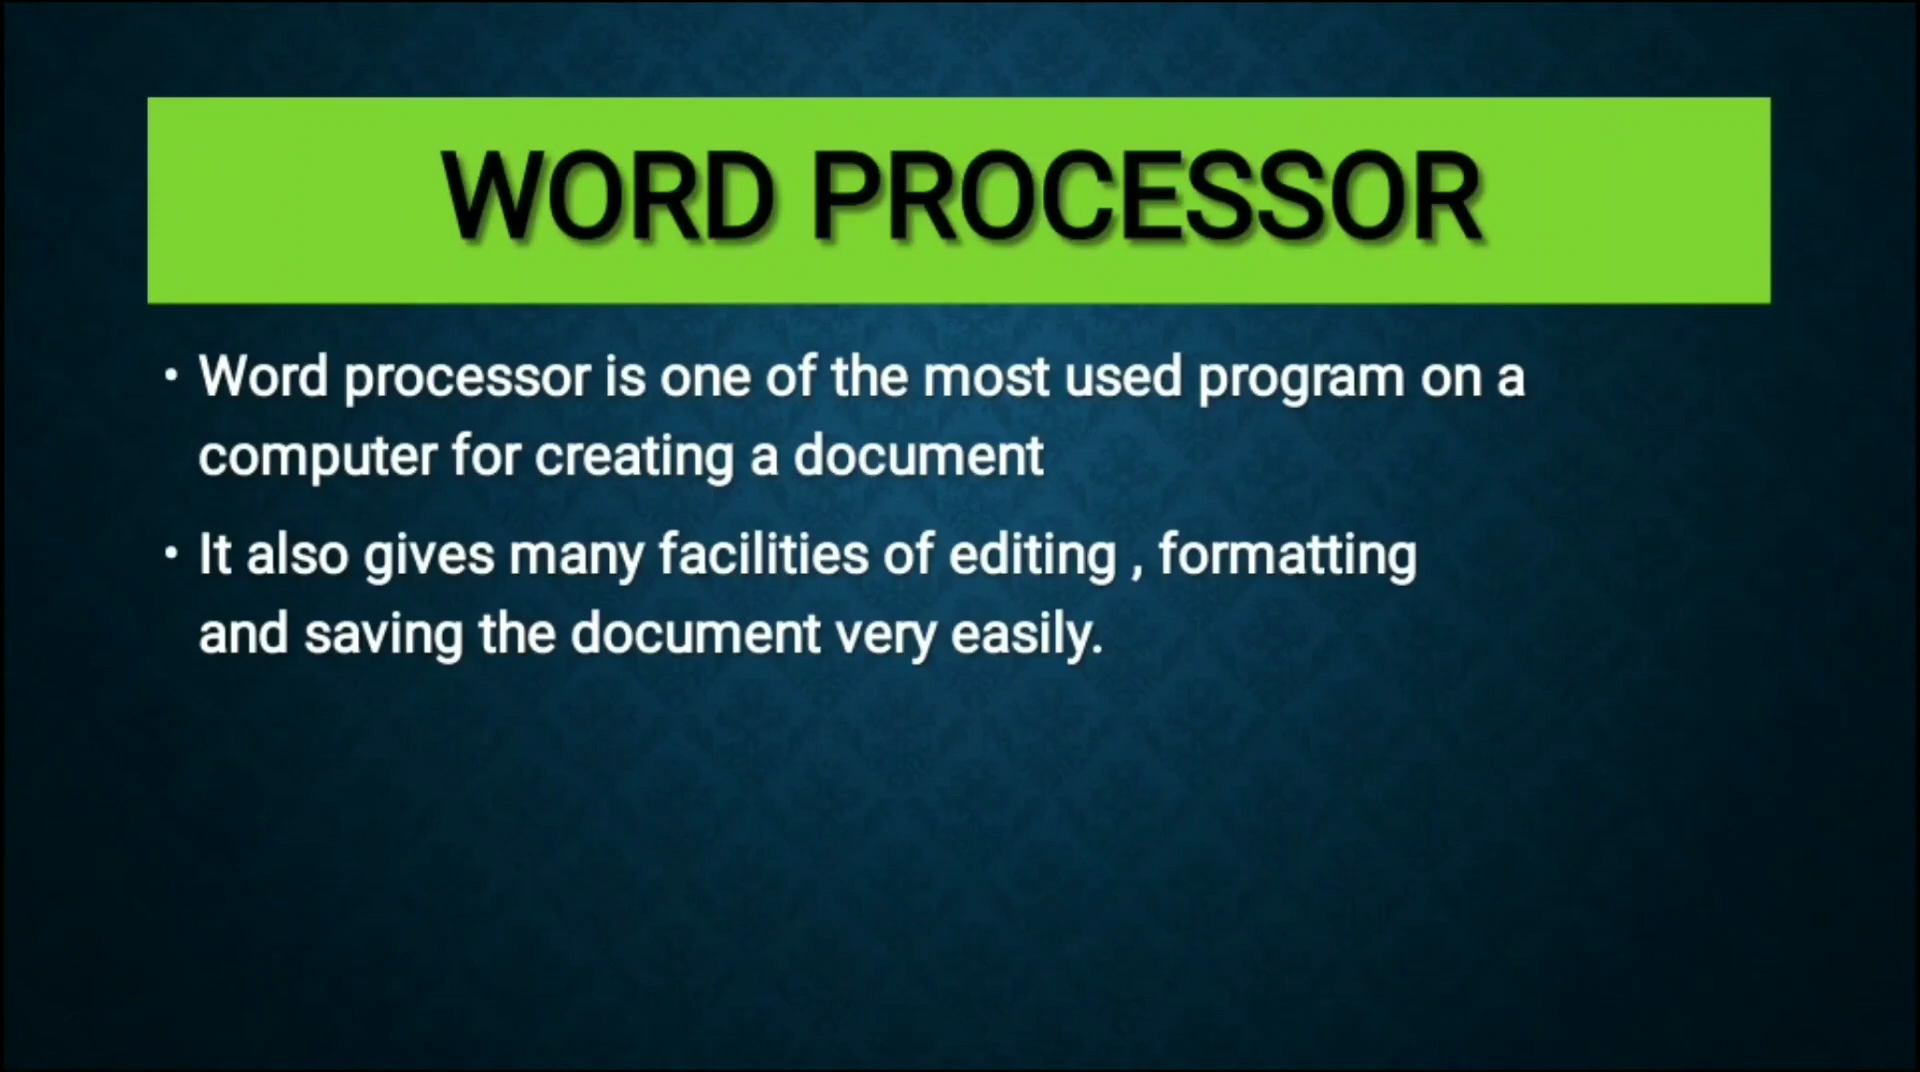 WORD PROCESSOR
• Word processor is one of the most used program on a
computer for creating a document
• It also gives many facilities of editing , formatting
and saving the document very easily.